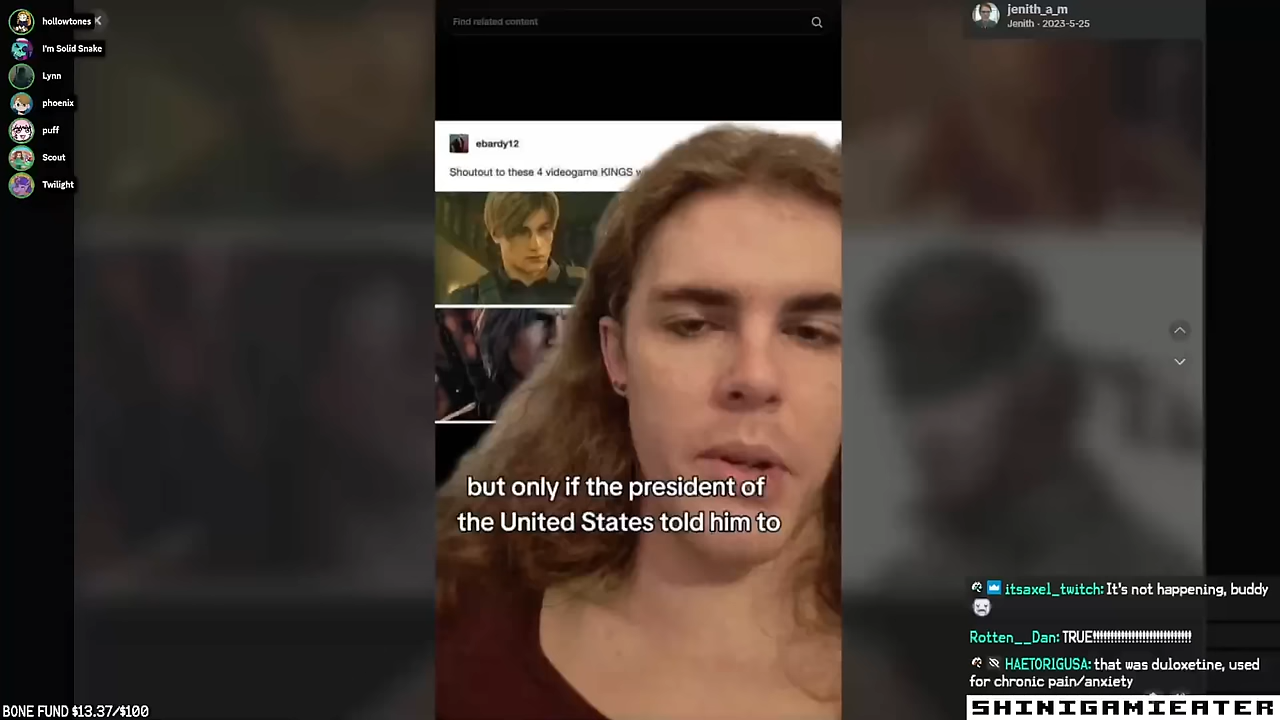 hollowtones
I'm Solid Snake
Lynn
phoenix
puff
Scout
Twilight
Find related content
jenith_a_m
Jenith · 2023-5-25
ebardy12
Shoutout to these 4 videogame KINGS
but only if the president of
the United States told him to
itsaxel_twitch: It's not happening, buddy
Rotten__Dan: TRUE!!!!!!!!!!!!!!!!!!!!!!!!!!!
HAETORIGUSA: that was duloxetine, used
for chronic pain/anxiety
BONE FUND $13.37/$100
SHINIGAMIEATER